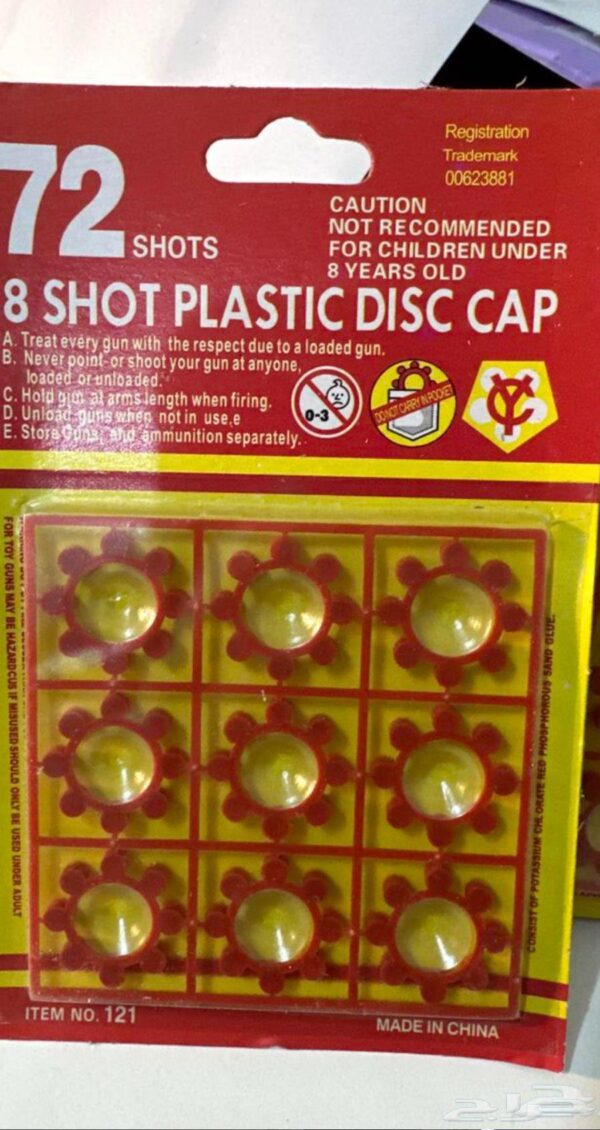 Registration
Trademark
00623881
72 SHOTS
CAUTION
NOT RECOMMENDED
FOR CHILDREN UNDER
8 YEARS OLD
8 SHOT PLASTIC DISC CAP
A. Treat every gun with the respect due to a loaded gun.
B. Never point or shoot your gun at anyone,
loaded or unloaded.
C. Hold gun at arms length when firing.
D. Unload guns when not in use,e
E. Store Guns, and ammunition separately.
0-3
DO NOT CARRY IN POCKET
YC
FOR TOY GUNS MAY BE HAZARDCUS IF MISUSED SHOULD ONLY BE USED UNDER ADULT
CONSIST OF POTASSIUM CHLORATE RED PHOSPHOROUS SAND GLUE.
ITEM NO. 121
MADE IN CHINA
حراج